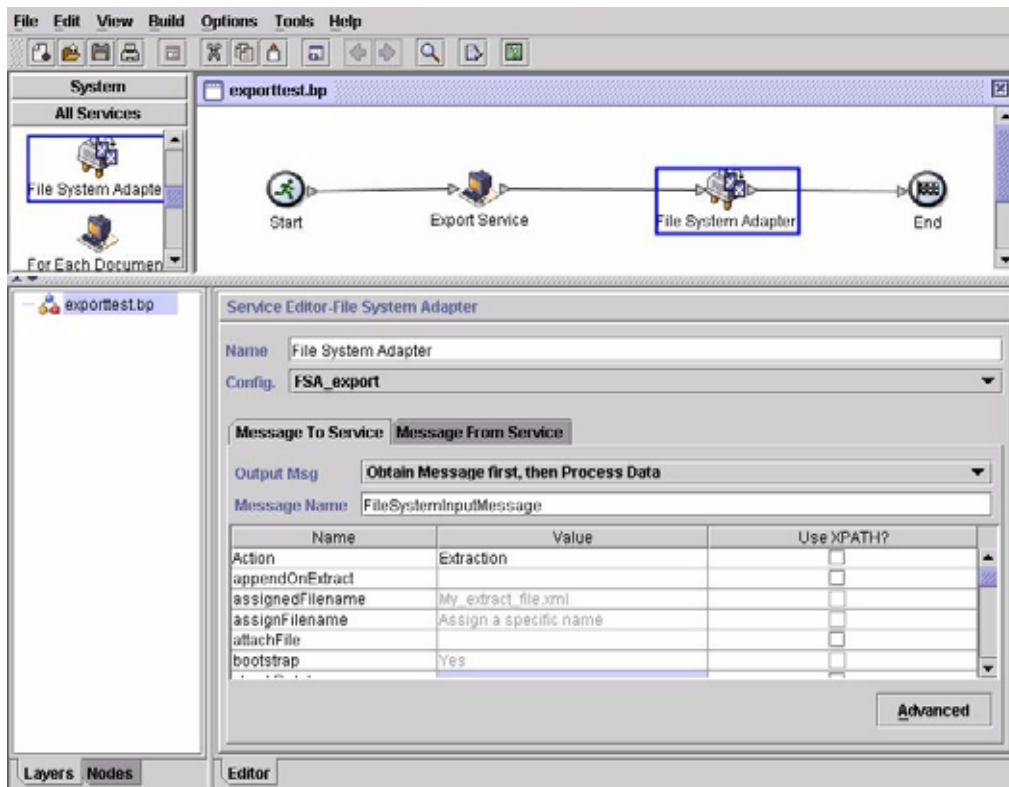 File Edit View Build Options Tools Help
System
All Services
File System Adapte
For Each Documen
exporttest.bp
Start
Export Service
File System Adapter
End
exporttest.bp
Service Editor-File System Adapter
Name File System Adapter
Config. FSA_export
Message To Service Message From Service
Output Msg Obtain Message first, then Process Data
Message Name FileSystemInputMessage
Name Value Use XPATH?
Action Extraction
appendOnExtract
assignedFilename My_extract_file.xml
assignFilename Assign a specific name
attachFile
bootstrap Yes
Advanced
Layers Nodes
Editor